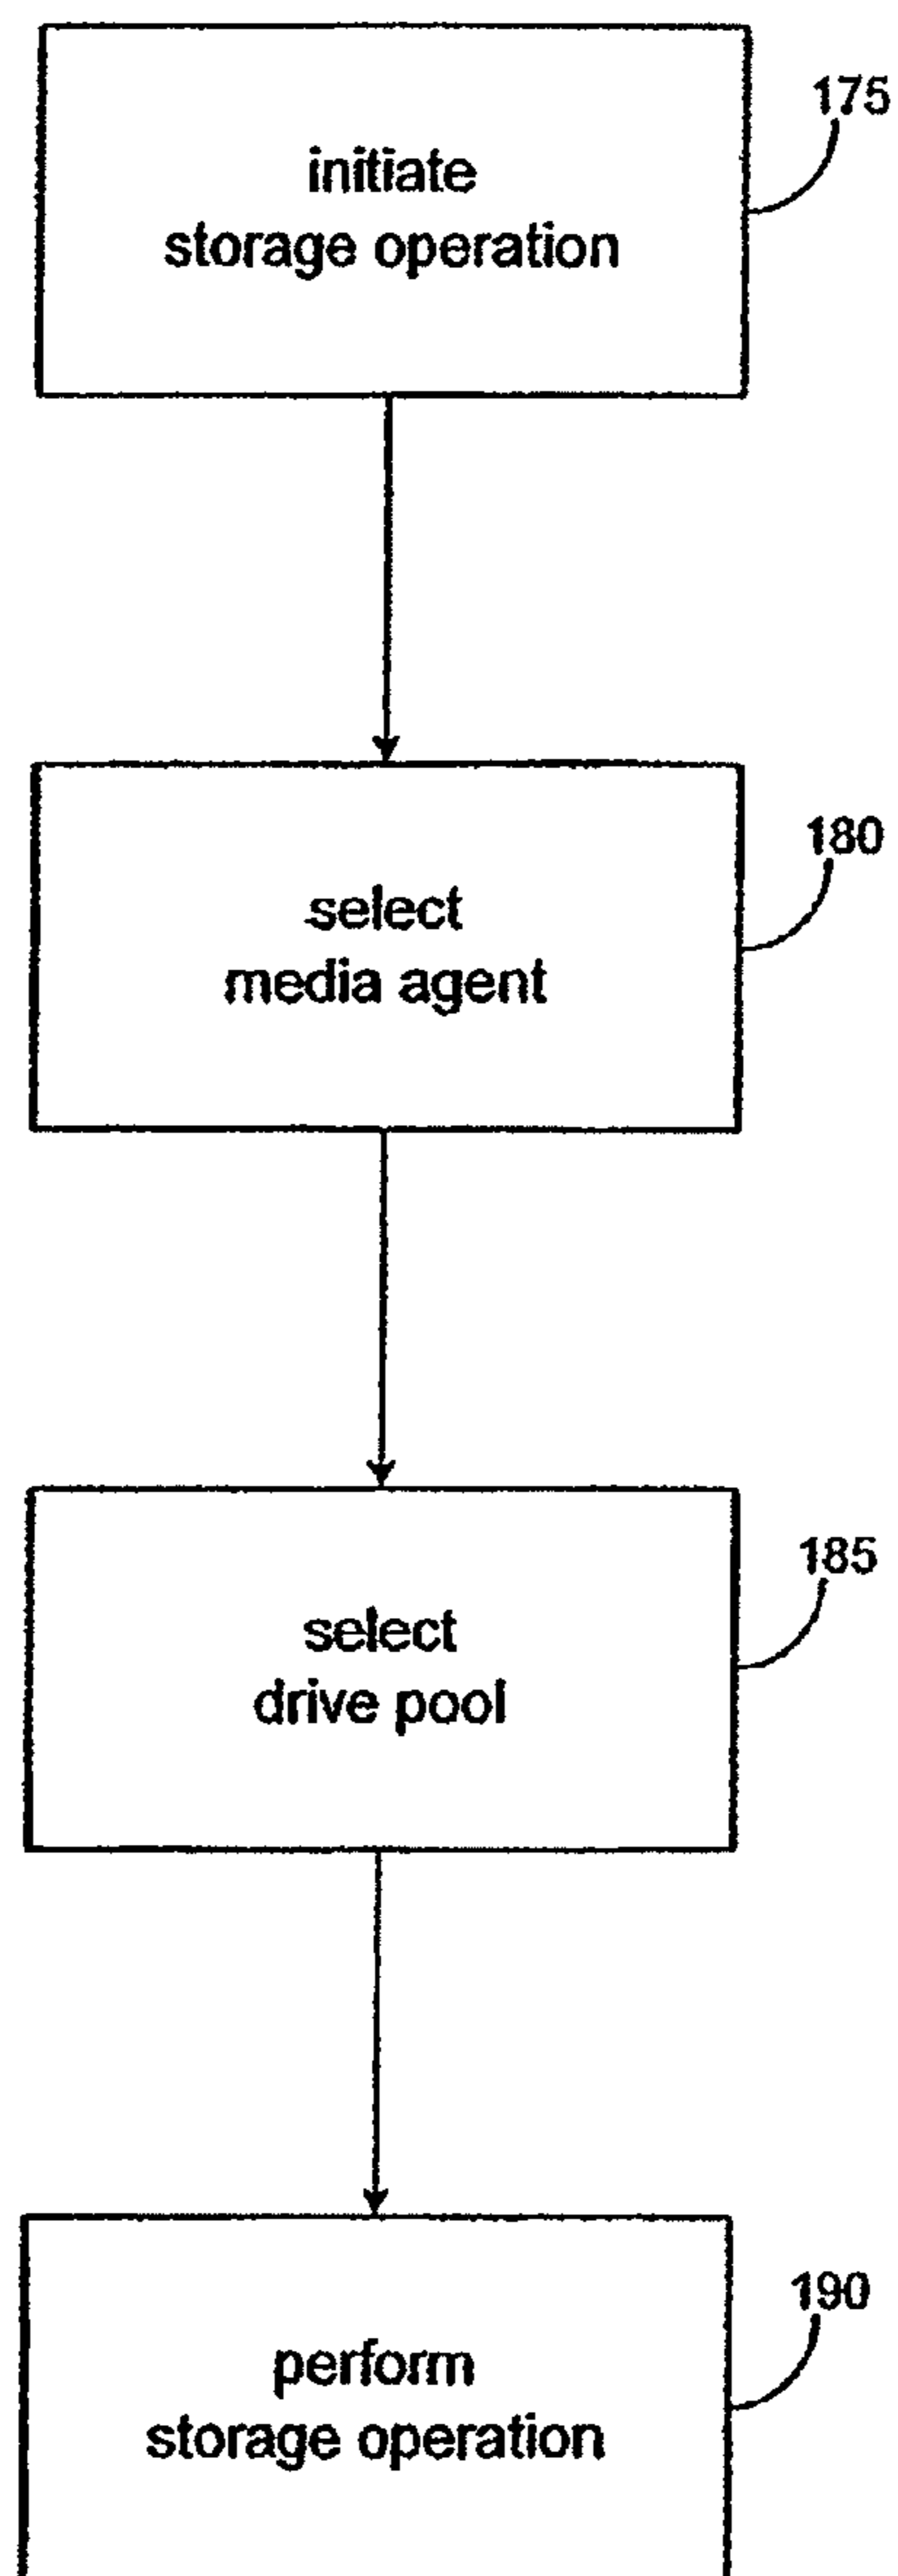 175
initiate
storage operation
180
select
media agent
185
select
drive pool
190
perform
storage operation